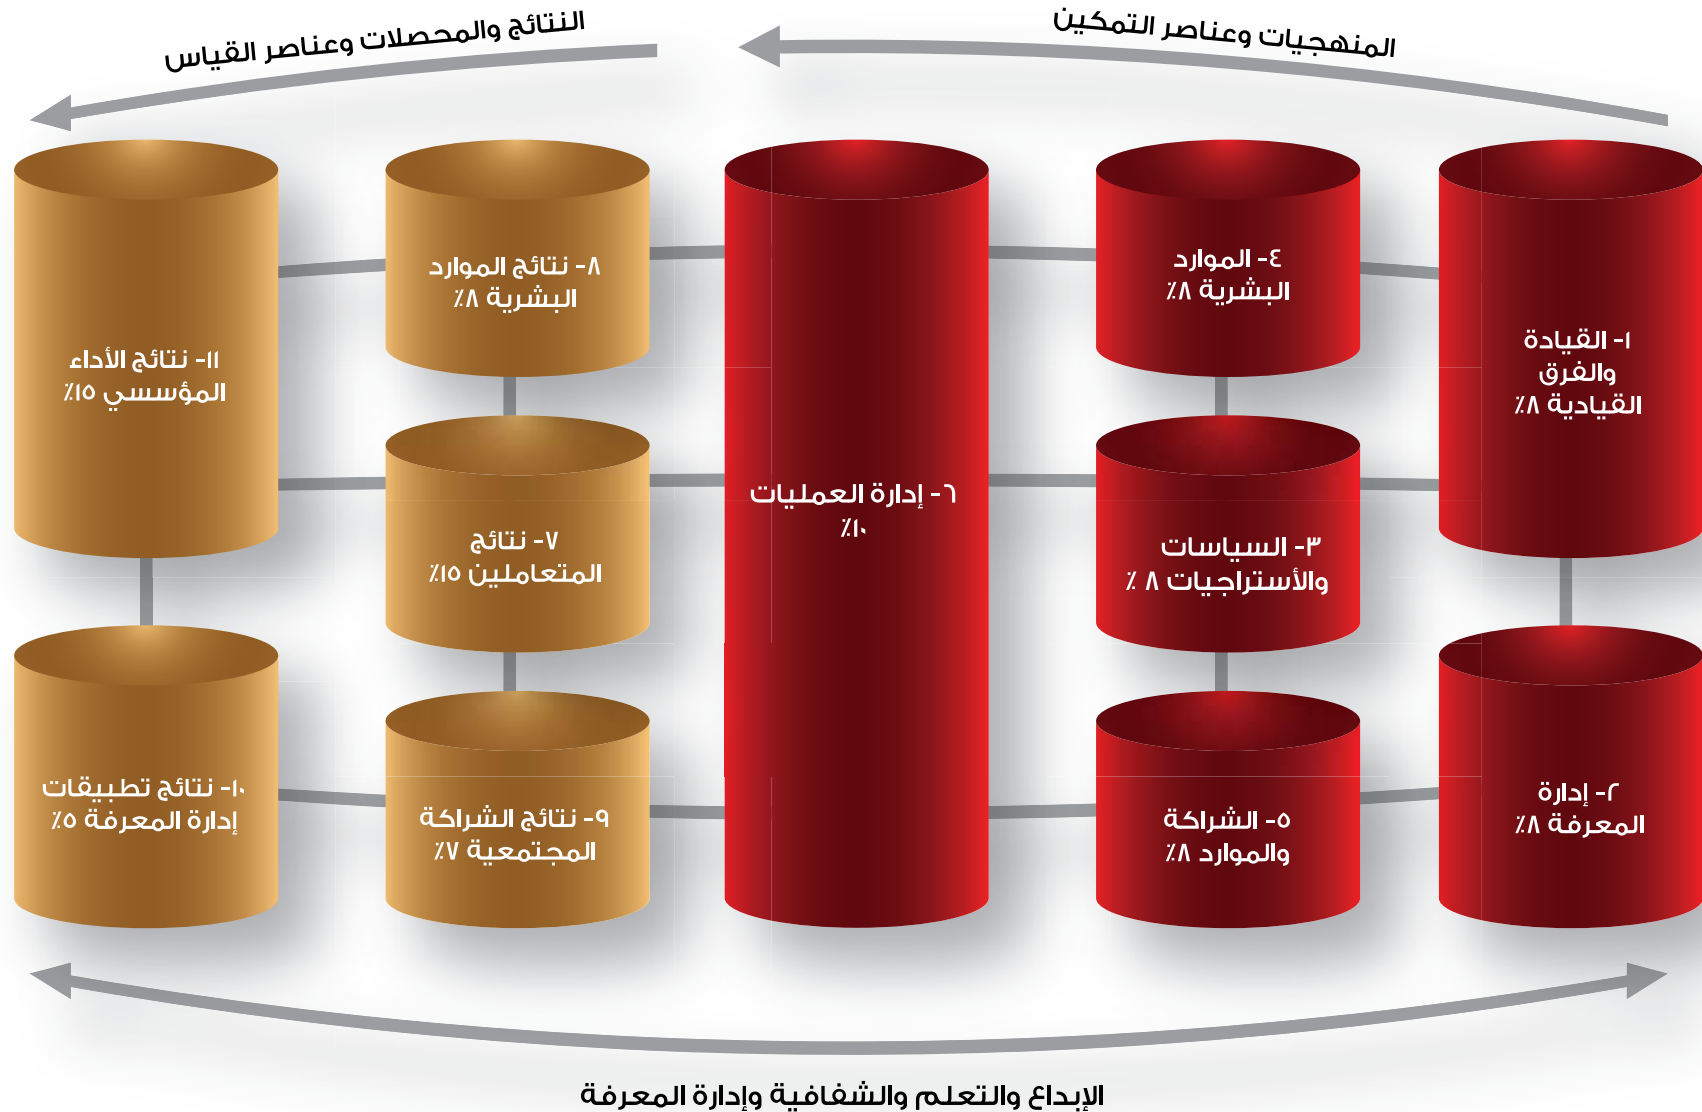 المنهجيات وعناصر التمكين
النتائج والمحصلات وعناصر القياس
١- القيادة
والفرق
القيادية ٨٪
٢- إدارة
المعرفة ٨٪
٤- الموارد
البشرية ٨٪
٣- السياسات
والأستراجيات ٨ ٪
٥- الشراكة
والموارد ٨٪
٦- إدارة العمليات
١٠٪
٨- نتائج الموارد
البشرية ٨٪
٧- نتائج
المتعاملين ١٥٪
٩- نتائج الشراكة
المجتمعية ٧٪
١١- نتائج الأداء
المؤسسي ١٥٪
١٠- نتائج تطبيقات
إدارة المعرفة ٥٪
الإبداع والتعلم والشفافية وإدارة المعرفة